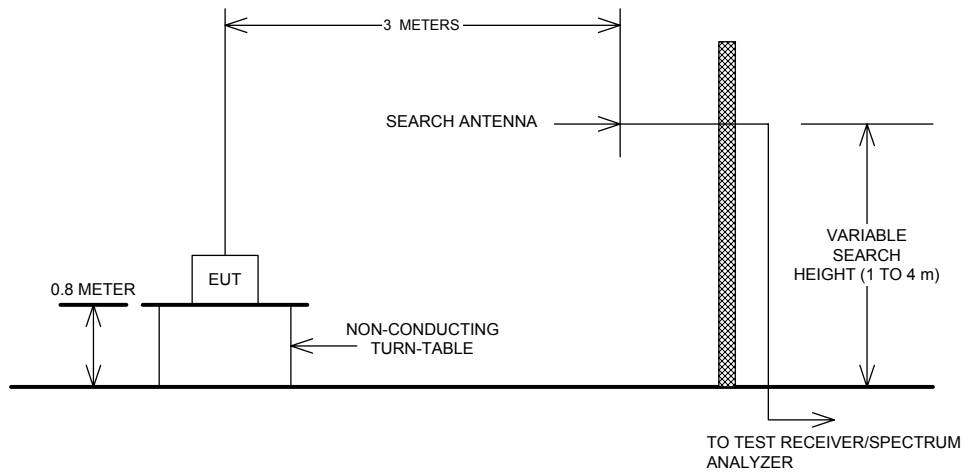 3 METERS
SEARCH ANTENNA
VARIABLE
SEARCH
HEIGHT (1 TO 4 m)
EUT
0.8 METER
NON-CONDUCTING
TURN-TABLE
TO TEST RECEIVER/SPECTRUM
ANALYZER